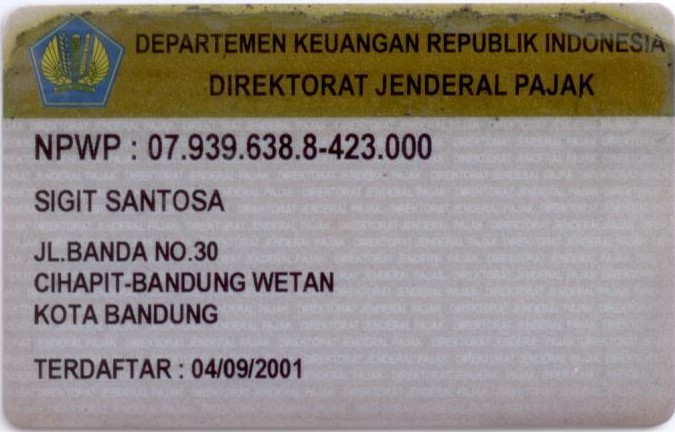 DEPARTEMEN KEUANGAN REPUBLIK INDONESIA
DIREKTORAT JENDERAL PAJAK
NPWP : 07.939.638.8-423.000
SIGIT SANTOSA
JL.BANDA NO.30
CIHAPIT-BANDUNG WETAN
KOTA BANDUNG
TERDAFTAR : 04/09/2001